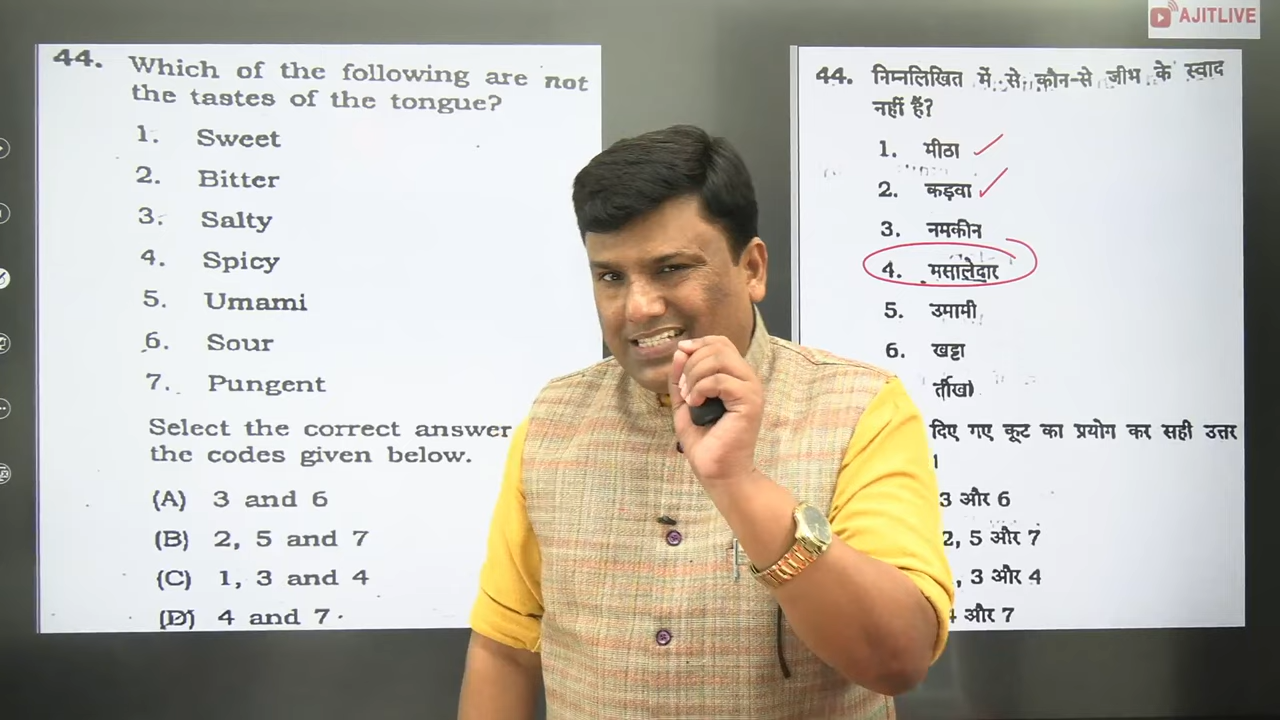 AJITLIVE
44. Which of the following are not
the tastes of the tongue?
1. Sweet
2. Bitter
3. Salty
4. Spicy
5. Umami
6. Sour
7. Pungent
Select the correct answer
the codes given below.
(A) 3 and 6
(B) 2, 5 and 7
(C) 1, 3 and 4
(D) 4 and 7
44. निम्नलिखित में से कौन-से जीभ के स्वाद
नहीं हैं?
1. मीठा
2. कड़वा
3. नमकीन
4. मसालेदार
5. उमामी
6. खट्टा
तीखा
दिए गए कूट का प्रयोग कर सही उत्तर
3 और 6
2, 5 और 7
, 3 और 4
और 7